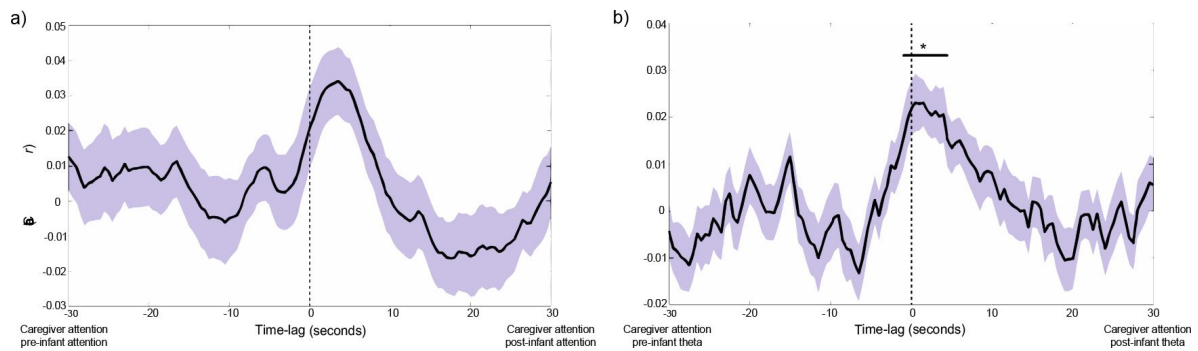 a)
0.05
0.04
0.03
0.02
0.01
0
-0.01
-0.02
-0.03
r)
-30
-20
-10
0
10
20
30
Time-lag (seconds)
Caregiver attention
pre-infant attention
Caregiver attention
post-infant attention
b)
0.04
0.03
0.02
0.01
0
-0.01
-0.02
*
-30
-20
-10
0
10
20
30
Time-lag (seconds)
Caregiver attention
pre-infant theta
Caregiver attention
post-infant theta